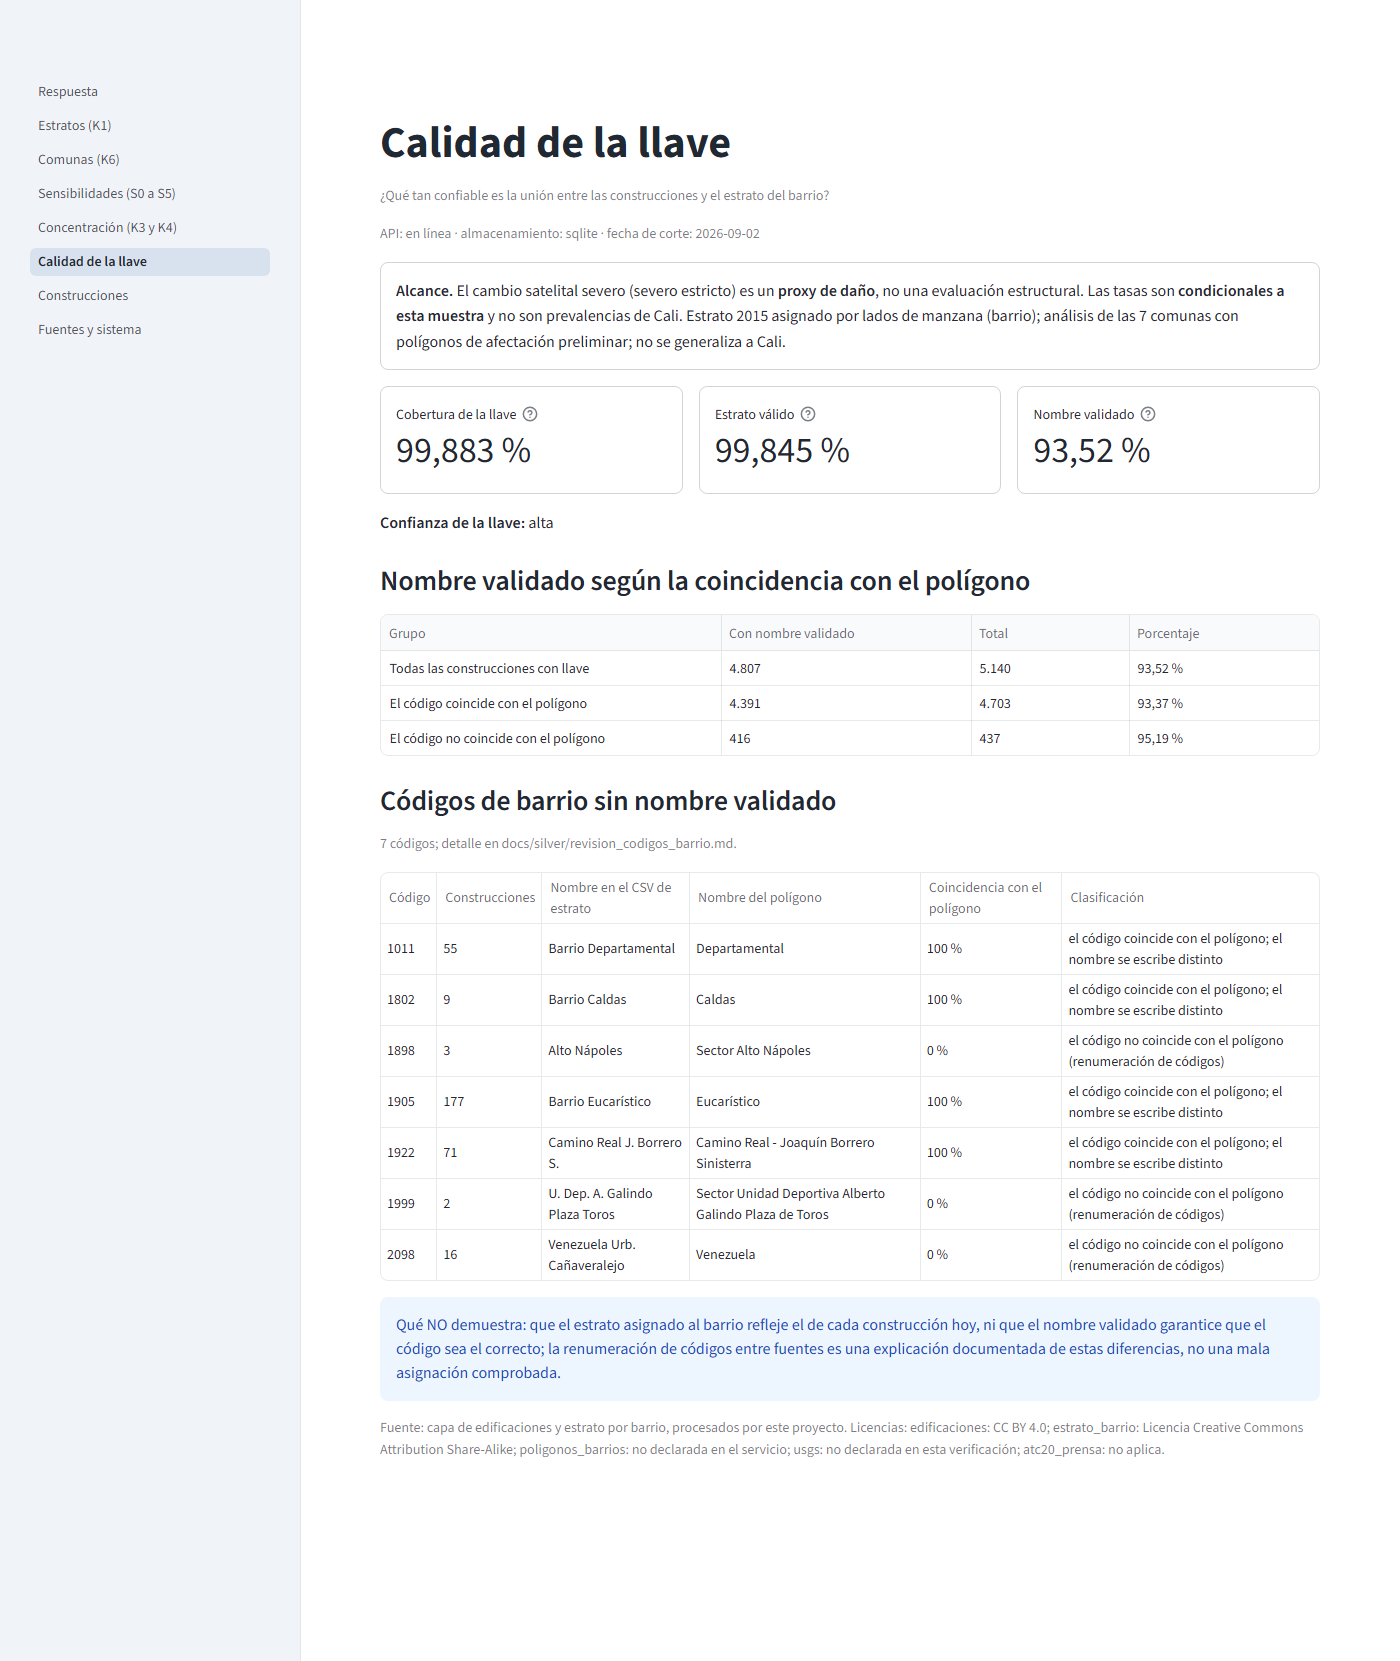 Respuesta
Estratos (K1)
Comunas (K6)
Sensibilidades (S0 a S5)
Concentración (K3 y K4)
Calidad de la llave
Construcciones
Fuentes y sistema
Calidad de la llave
¿Qué tan confiable es la unión entre las construcciones y el estrato del barrio?
API: en línea · almacenamiento: sqlite · fecha de corte: 2026-09-02
Alcance. El cambio satelital severo (severo estricto) es un proxy de daño, no una evaluación estructural. Las tasas son condicionales a
esta muestra y no son prevalencias de Cali. Estrato 2015 asignado por lados de manzana (barrio); análisis de las 7 comunas con
polígonos de afectación preliminar; no se generaliza a Cali.
Cobertura de la llave
99,883 %
Estrato válido
99,845 %
Nombre validado
93,52 %
Confianza de la llave: alta
Nombre validado según la coincidencia con el polígono
Grupo Con nombre validado Total Porcentaje
Todas las construcciones con llave 4.807 5.140 93,52 %
El código coincide con el polígono 4.391 4.703 93,37 %
El código no coincide con el polígono 416 437 95,19 %
Códigos de barrio sin nombre validado
7 códigos; detalle en docs/silver/revision_codigos_barrio.md.
Código Construcciones Nombre en el CSV de estrato Nombre del polígono Coincidencia con el polígono Clasificación
1011 55 Barrio Departamental Departamental 100 % el código coincide con el polígono; el nombre se escribe distinto
1802 9 Barrio Caldas Caldas 100 % el código coincide con el polígono; el nombre se escribe distinto
1898 3 Alto Nápoles Sector Alto Nápoles 0 % el código no coincide con el polígono (renumeración de códigos)
1905 177 Barrio Eucarístico Eucarístico 100 % el código coincide con el polígono; el nombre se escribe distinto
1922 71 Camino Real J. Borrero S. Camino Real - Joaquín Borrero Sinisterra 100 % el código coincide con el polígono; el nombre se escribe distinto
1999 2 U. Dep. A. Galindo Plaza Toros Sector Unidad Deportiva Alberto Galindo Plaza de Toros 0 % el código no coincide con el polígono (renumeración de códigos)
2098 16 Venezuela Urb. Cañaveralejo Venezuela 0 % el código no coincide con el polígono (renumeración de códigos)
Qué NO demuestra: que el estrato asignado al barrio refleje el de cada construcción hoy, ni que el nombre validado garantice que el
código sea el correcto; la renumeración de códigos entre fuentes es una explicación documentada de estas diferencias, no una mala
asignación comprobada.
Fuente: capa de edificaciones y estrato por barrio, procesados por este proyecto. Licencias: edificaciones: CC BY 4.0; estrato_barrio: Licencia Creative Commons
Attribution Share-Alike; poligonos_barrios: no declarada en el servicio; usgs: no declarada en esta verificación; atc20_prensa: no aplica.